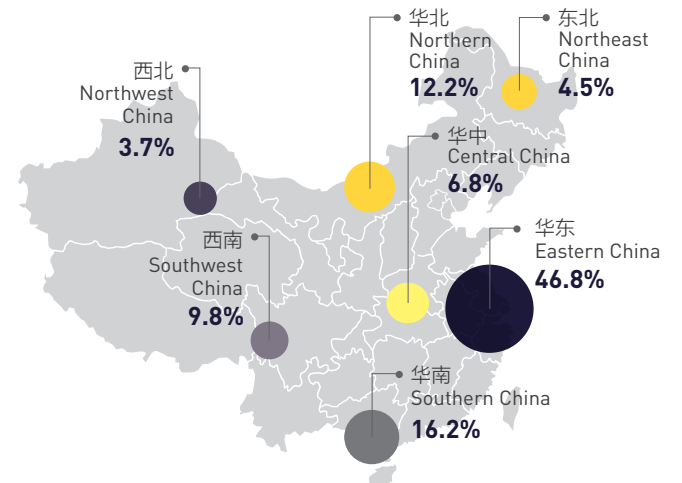 华北
Northern
China
12.2%
东北
Northeast
China
4.5%
西北
Northwest
China
3.7%
华中
Central China
6.8%
西南
Southwest
China
9.8%
华东
Eastern China
46.8%
华南
Southern China
16.2%